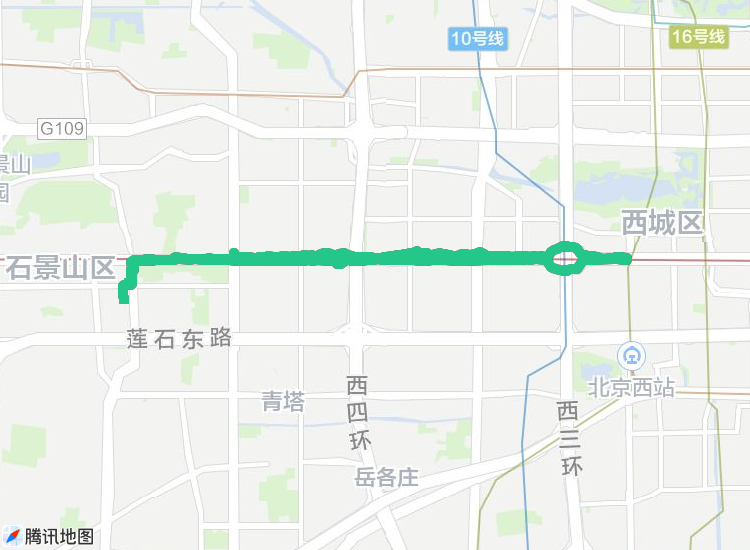 10号线
16号线
G109
景山
园
西城区
石景山区
莲石东路
北京西站
西四环
青塔
西三环
岳各庄
腾讯地图